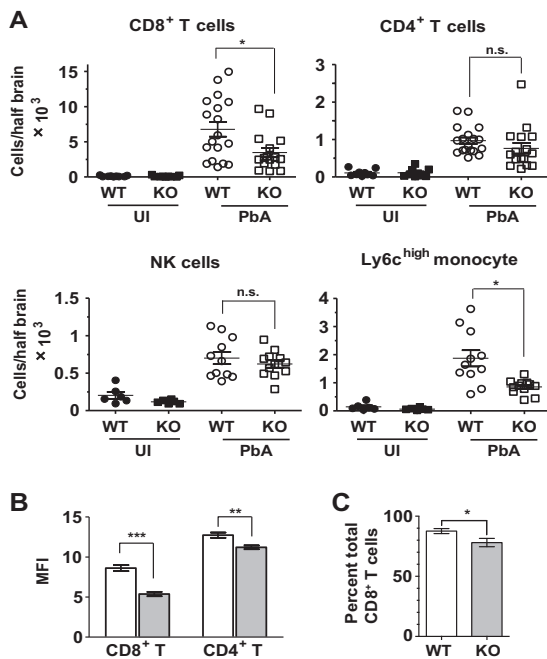 A
CD8+ T cells
CD4+ T cells
Cells/half brain
× 10³
15
10
5
0
*
WT KO WT KO
UI PbA
3
2
1
0
n.s.
WT KO WT KO
UI PbA
NK cells
Ly6c^high monocyte
Cells/half brain
× 10³
1.5
1
0.5
0
n.s.
WT KO WT KO
UI PbA
4
3
2
1
0
*
WT KO WT KO
UI PbA
B
MFI
15
10
5
0
***
**
CD8+ T CD4+ T
C
Percent total
CD8+ T cells
100
50
0
*
WT KO